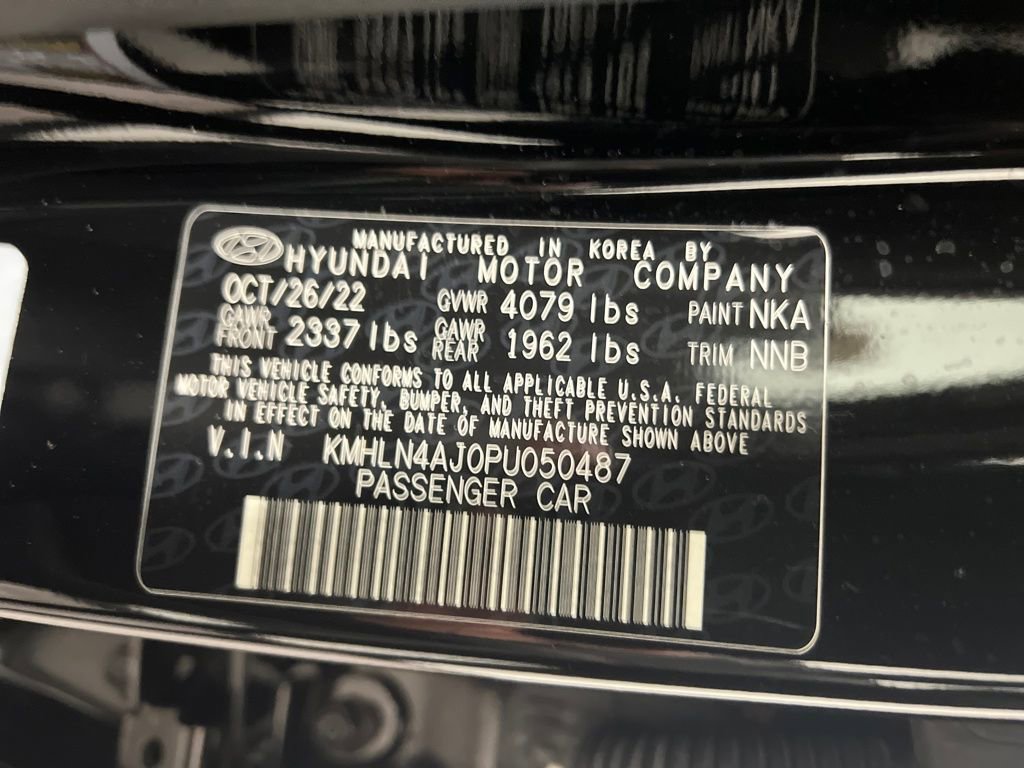 MANUFACTURED IN KOREA BY
HYUNDAI MOTOR COMPANY
OCT/26/22 GVWR 4079 lbs PAINT NKA
GAWR FRONT 2337 lbs GAWR REAR 1962 lbs TRIM NNB
THIS VEHICLE CONFORMS TO ALL APPLICABLE U.S.A. FEDERAL
MOTOR VEHICLE SAFETY, BUMPER, AND THEFT PREVENTION STANDARDS
IN EFFECT ON THE DATE OF MANUFACTURE SHOWN ABOVE
V.I.N KMHLN4AJ0PU050487
PASSENGER CAR